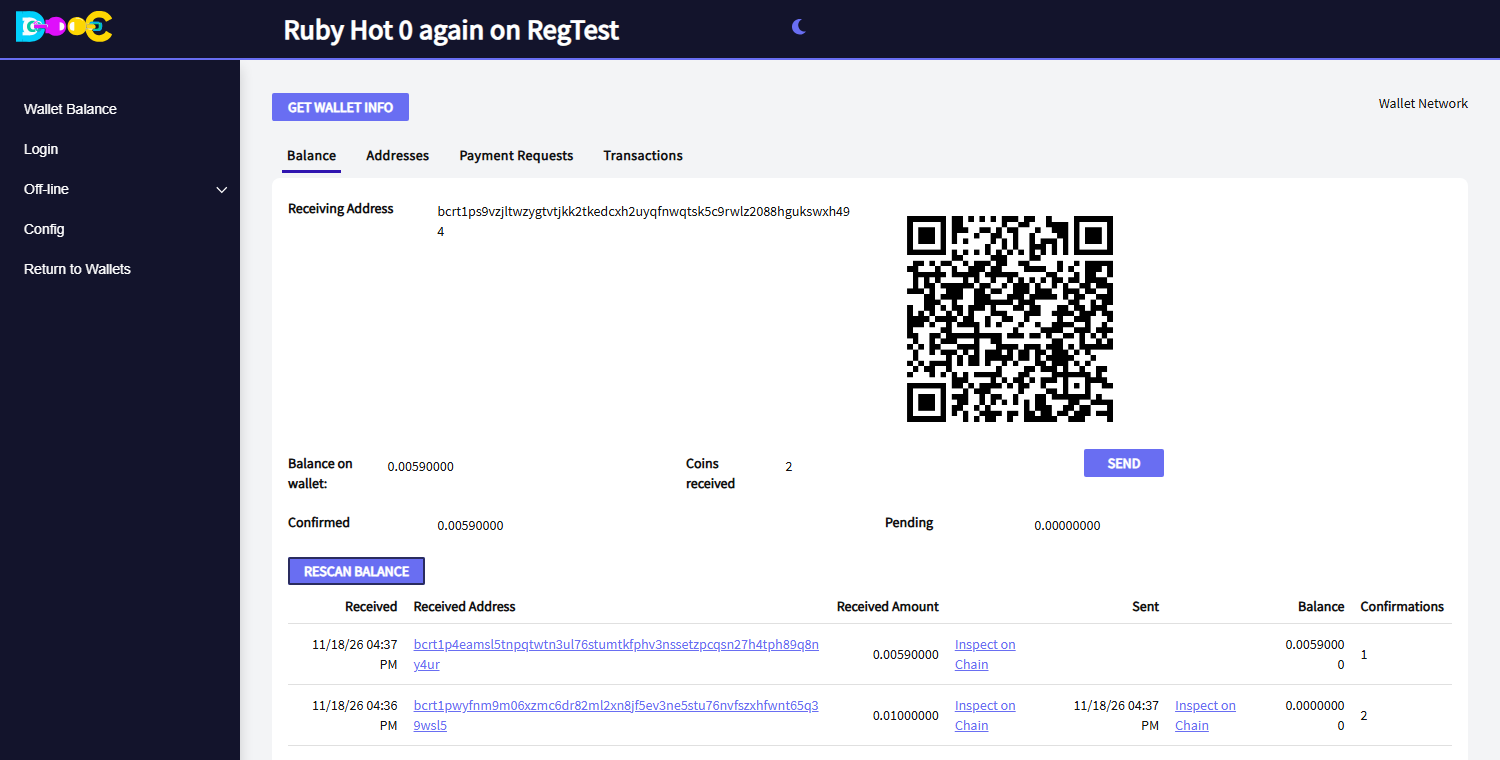 DOOC
Ruby Hot 0 again on RegTest
Wallet Balance
Login
Off-line
Config
Return to Wallets
GET WALLET INFO
Wallet Network
Balance Addresses Payment Requests Transactions
Receiving Address
bcrt1ps9vzjltwzygtvtjkk2tkedcxh2uyqfnwqtsk5c9rwlz2088hgukswxh49
4
Balance on
wallet:
0.00590000
Coins
received
2
SEND
Confirmed
0.00590000
Pending
0.00000000
RESCAN BALANCE
Received Received Address Received Amount Sent Balance Confirmations
11/18/26 04:37
PM
bcrt1p4eamsl5tnpqtwtn3ul76stumtkfphv3nssetzpcqsn27h4tph89q8n
y4ur
0.00590000
Inspect on
Chain
0.0059000
0
1
11/18/26 04:36
PM
bcrt1pwyfnm9m06xzmc6dr82ml2xn8jf5ev3ne5stu76nvfszxhfwnt65q3
9wsl5
0.01000000
Inspect on
Chain
11/18/26 04:37
PM
Inspect on
Chain
0.0000000
0
2